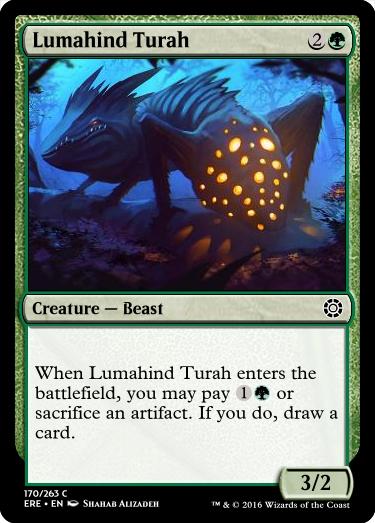 Lumahind Turah 2
Creature — Beast
When Lumahind Turah enters the
battlefield, you may pay 1 or
sacrifice an artifact. If you do, draw a
card.
3/2
170/263 C
ERE • EN Shahab Alizadeh ™ & © 2016 Wizards of the Coast